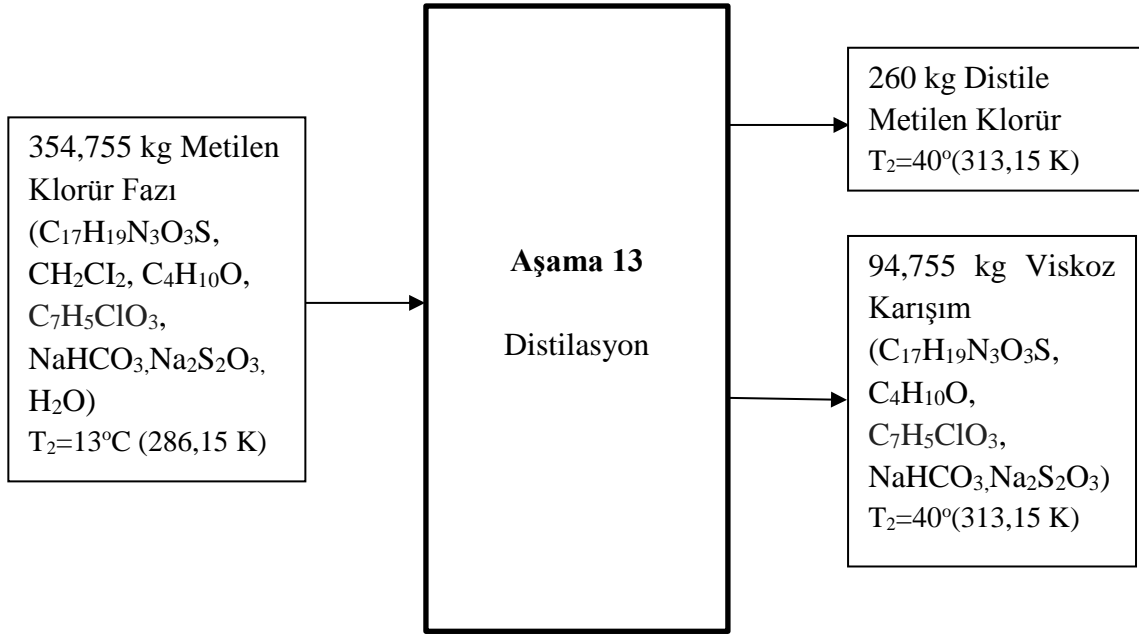 354,755 kg Metilen
Klorür Fazı
(C₁₇H₁₉N₃O₃S,
CH₂CI₂, C₄H₁₀O,
C₇H₅ClO₃,
NaHCO₃,Na₂S₂O₃,
H₂O)
T₂=13ºC (286,15 K)
Aşama 13
Distilasyon
260 kg Distile
Metilen Klorür
T₂=40º(313,15 K)
94,755 kg Viskoz
Karışım
(C₁₇H₁₉N₃O₃S,
C₄H₁₀O,
C₇H₅ClO₃,
NaHCO₃,Na₂S₂O₃)
T₂=40º(313,15 K)